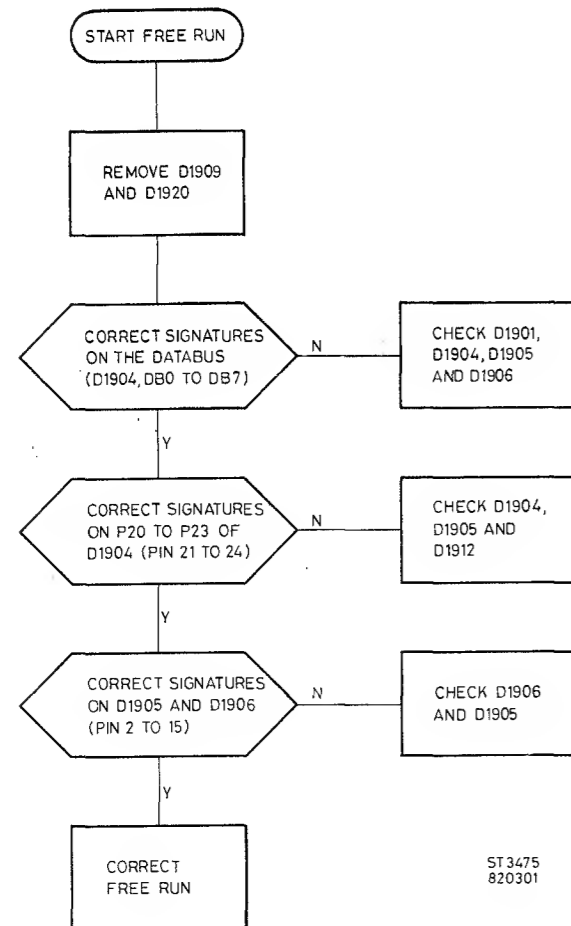 START FREE RUN
REMOVE D1909
AND D1920
CORRECT SIGNATURES
ON THE DATABUS
(D1904, DB0 TO DB7)
N
CHECK D1901,
D1904, D1905
AND D1906
Y
CORRECT SIGNATURES
ON P20 TO P23 OF
D1904 (PIN 21 TO 24)
N
CHECK D1904,
D1905 AND
D1912
Y
CORRECT SIGNATURES
ON D1905 AND D1906
(PIN 2 TO 15)
N
CHECK D1906
AND D1905
Y
CORRECT
FREE RUN
ST3475
820301